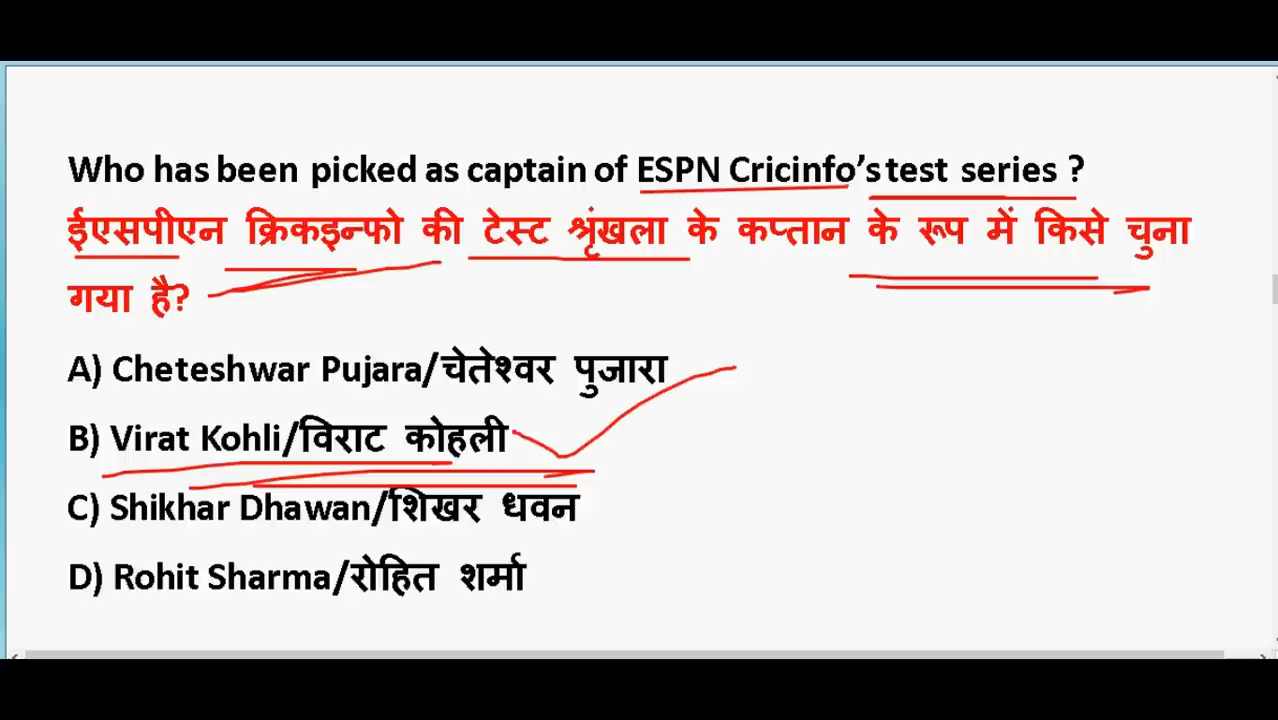 Who has been picked as captain of ESPN Cricinfo’s test series ?
ईएसपीएन क्रिकइन्फो की टेस्ट श्रृंखला के कप्तान के रूप में किसे चुना
गया है?
A) Cheteshwar Pujara/चेतेश्वर पुजारा
B) Virat Kohli/विराट कोहली
C) Shikhar Dhawan/शिखर धवन
D) Rohit Sharma/रोहित शर्मा